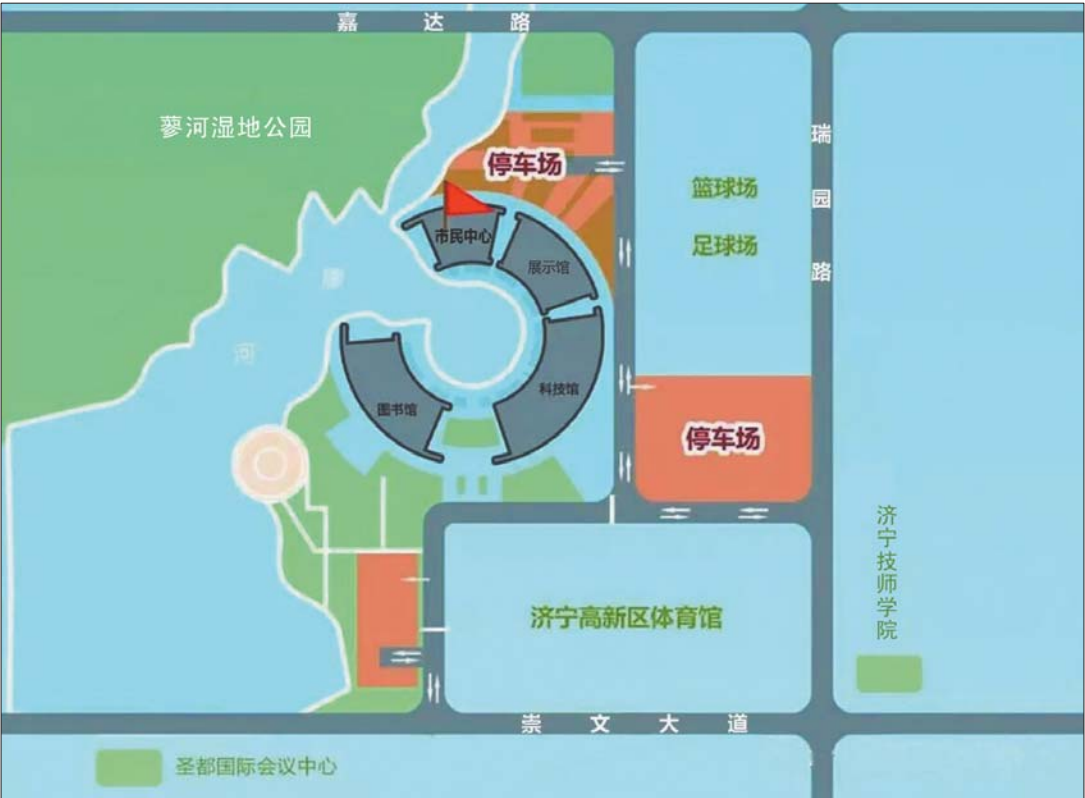 嘉达路
蓼河湿地公园
停车场
瑞园路
篮球场
足球场
市民中心
展示馆
蓼河
科技馆
图书馆
停车场
济宁技师学院
济宁高新区体育馆
崇文大道
圣都国际会议中心